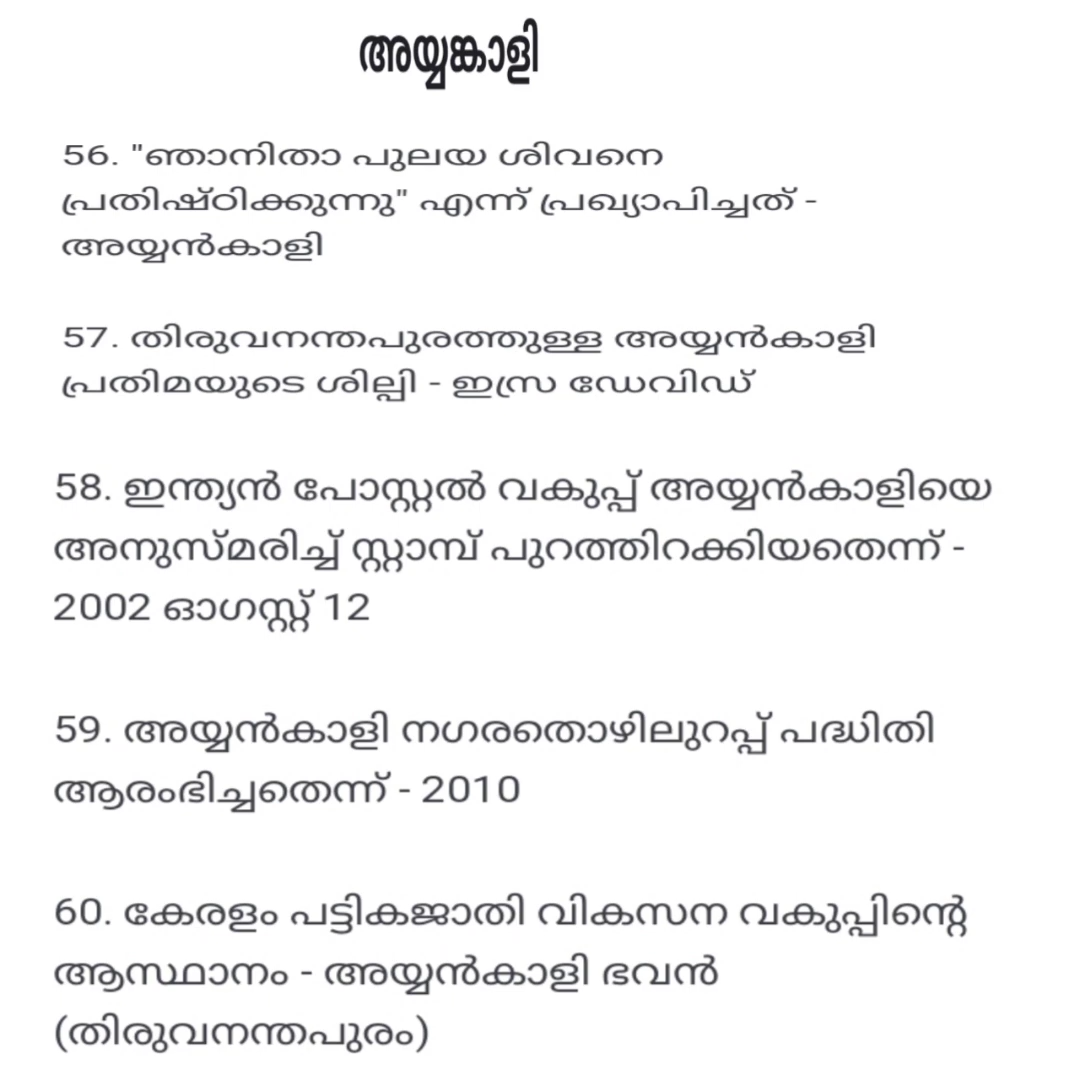 അയ്യങ്കാളി
56. "ഞാനിതാ പുലയ ശിവനെ
പ്രതിഷ്ഠിക്കുന്നു" എന്ന് പ്രഖ്യാപിച്ചത് -
അയ്യൻകാളി
57. തിരുവനന്തപുരത്തുള്ള അയ്യൻകാളി
പ്രതിമയുടെ ശില്പി - ഇസ്ര ഡേവിഡ്
58. ഇന്ത്യൻ പോസ്റ്റൽ വകുപ്പ് അയ്യൻകാളിയെ
അനുസ്മരിച്ച് സ്റ്റാമ്പ് പുറത്തിറക്കിയതെന്ന് -
2002 ഓഗസ്റ്റ് 12
59. അയ്യൻകാളി നഗരതൊഴിലുറപ്പ് പദ്ധിതി
ആരംഭിച്ചതെന്ന് - 2010
60. കേരളം പട്ടികജാതി വികസന വകുപ്പിന്റെ
ആസ്ഥാനം - അയ്യൻകാളി ഭവൻ
(തിരുവനന്തപുരം)